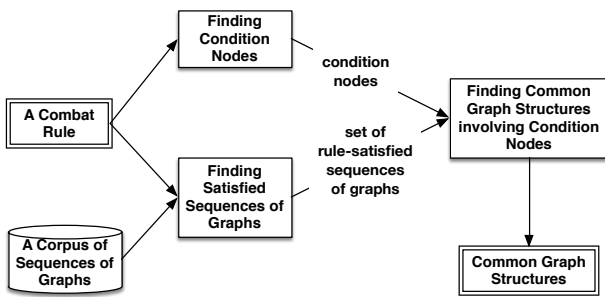 Finding
Condition
Nodes
condition
nodes
A Combat
Rule
Finding Common
Graph Structures
involving Condition
Nodes
set of
rule-satisfied
sequences
of graphs
Finding
Satisfied
Sequences of
Graphs
A Corpus of
Sequences of
Graphs
Common Graph
Structures